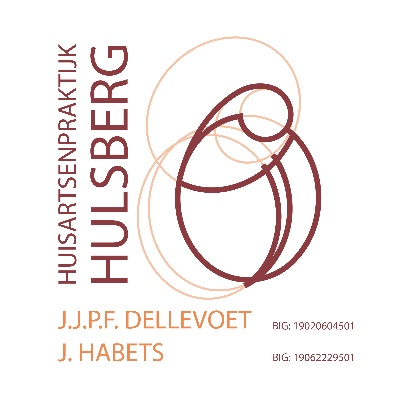 HUISARTSENPRAKTIJK
HULSBERG
J.J.P.F. DELLEVOET BIG: 19020604501
J. HABETS BIG: 19062229501